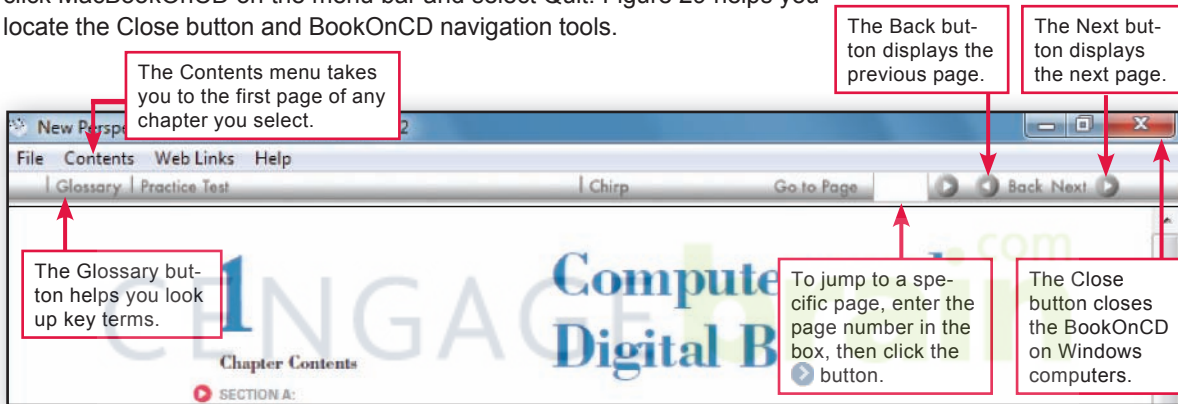 click MacBookOnCD on the menu bar and select Quit. Figure 29 helps you
locate the Close button and BookOnCD navigation tools.
The Back but-
ton displays the
previous page.
The Next but-
ton displays
the next page.
The Contents menu takes
you to the first page of any
chapter you select.
New Perspe 2
File Contents Web Links Help
Glossary Practice Test Chirp Go to Page Back Next
The Glossary but-
ton helps you look
up key terms.
1
Compute
Digital B
To jump to a spe-
cific page, enter the
page number in the
box, then click the
button.
The Close
button closes
the BookOnCD
on Windows
computers.
CENGAGEbrain.com
Chapter Contents
SECTION A: